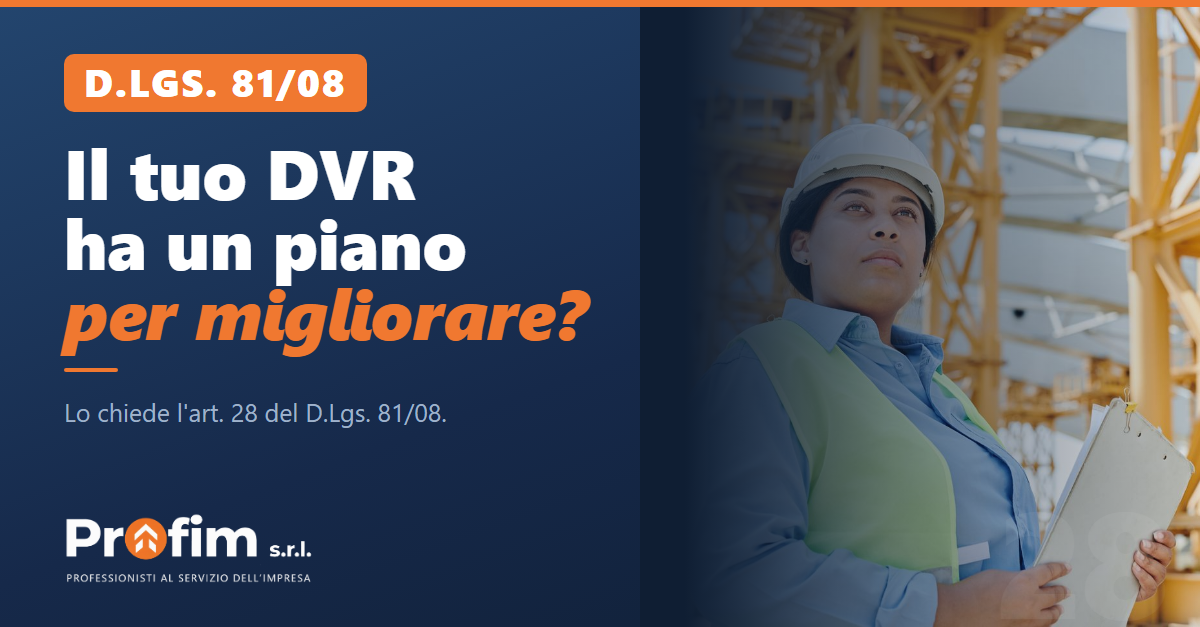 D.LGS. 81/08
Il tuo DVR
ha un piano
per migliorare?
Lo chiede l'art. 28 del D.Lgs. 81/08.
Profim s.r.l.
PROFESSIONISTI AL SERVIZIO DELL'IMPRESA
28